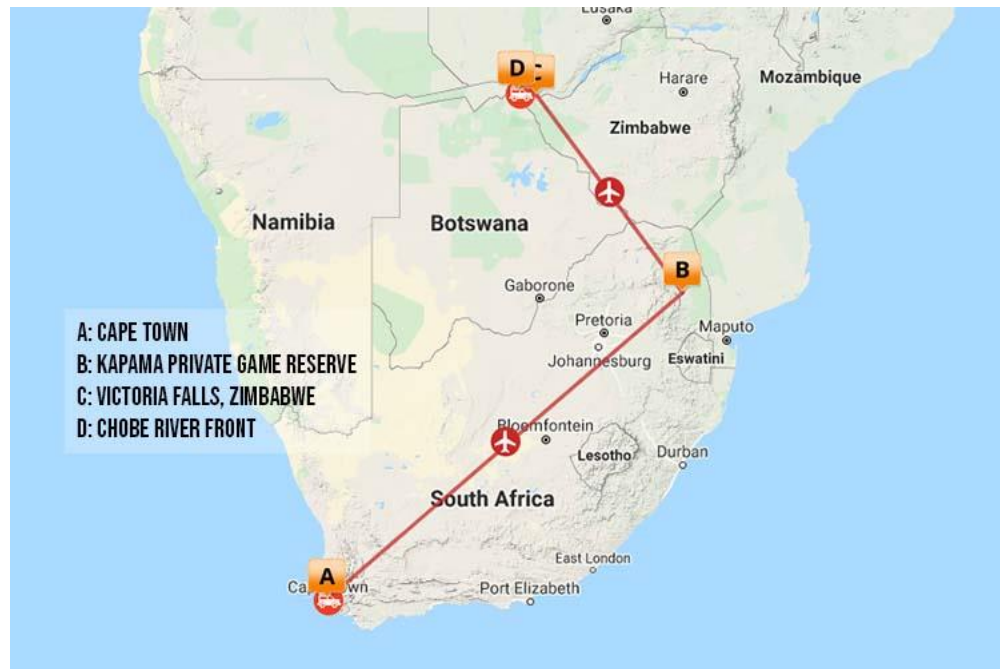 Lusaka
D
C
Harare
Mozambique
Zimbabwe
Namibia
Botswana
B
Gaborone
Pretoria
Maputo
Johannesburg
Eswatini
A: CAPE TOWN
B: KAPAMA PRIVATE GAME RESERVE
C: VICTORIA FALLS, ZIMBABWE
D: CHOBE RIVER FRONT
Bloemfontein
Lesotho
Durban
South Africa
East London
A
Port Elizabeth